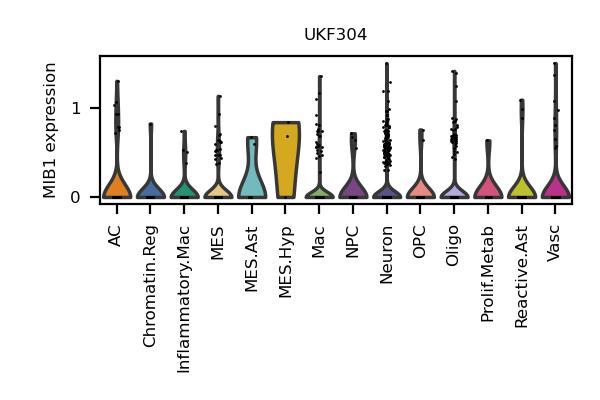 UKF304
MIB1 expression
1
0
AC
Chromatin.Reg
Inflammatory.Mac
MES
MES.Ast
MES.Hyp
Mac
NPC
Neuron
OPC
Oligo
Prolif.Metab
Reactive.Ast
Vasc